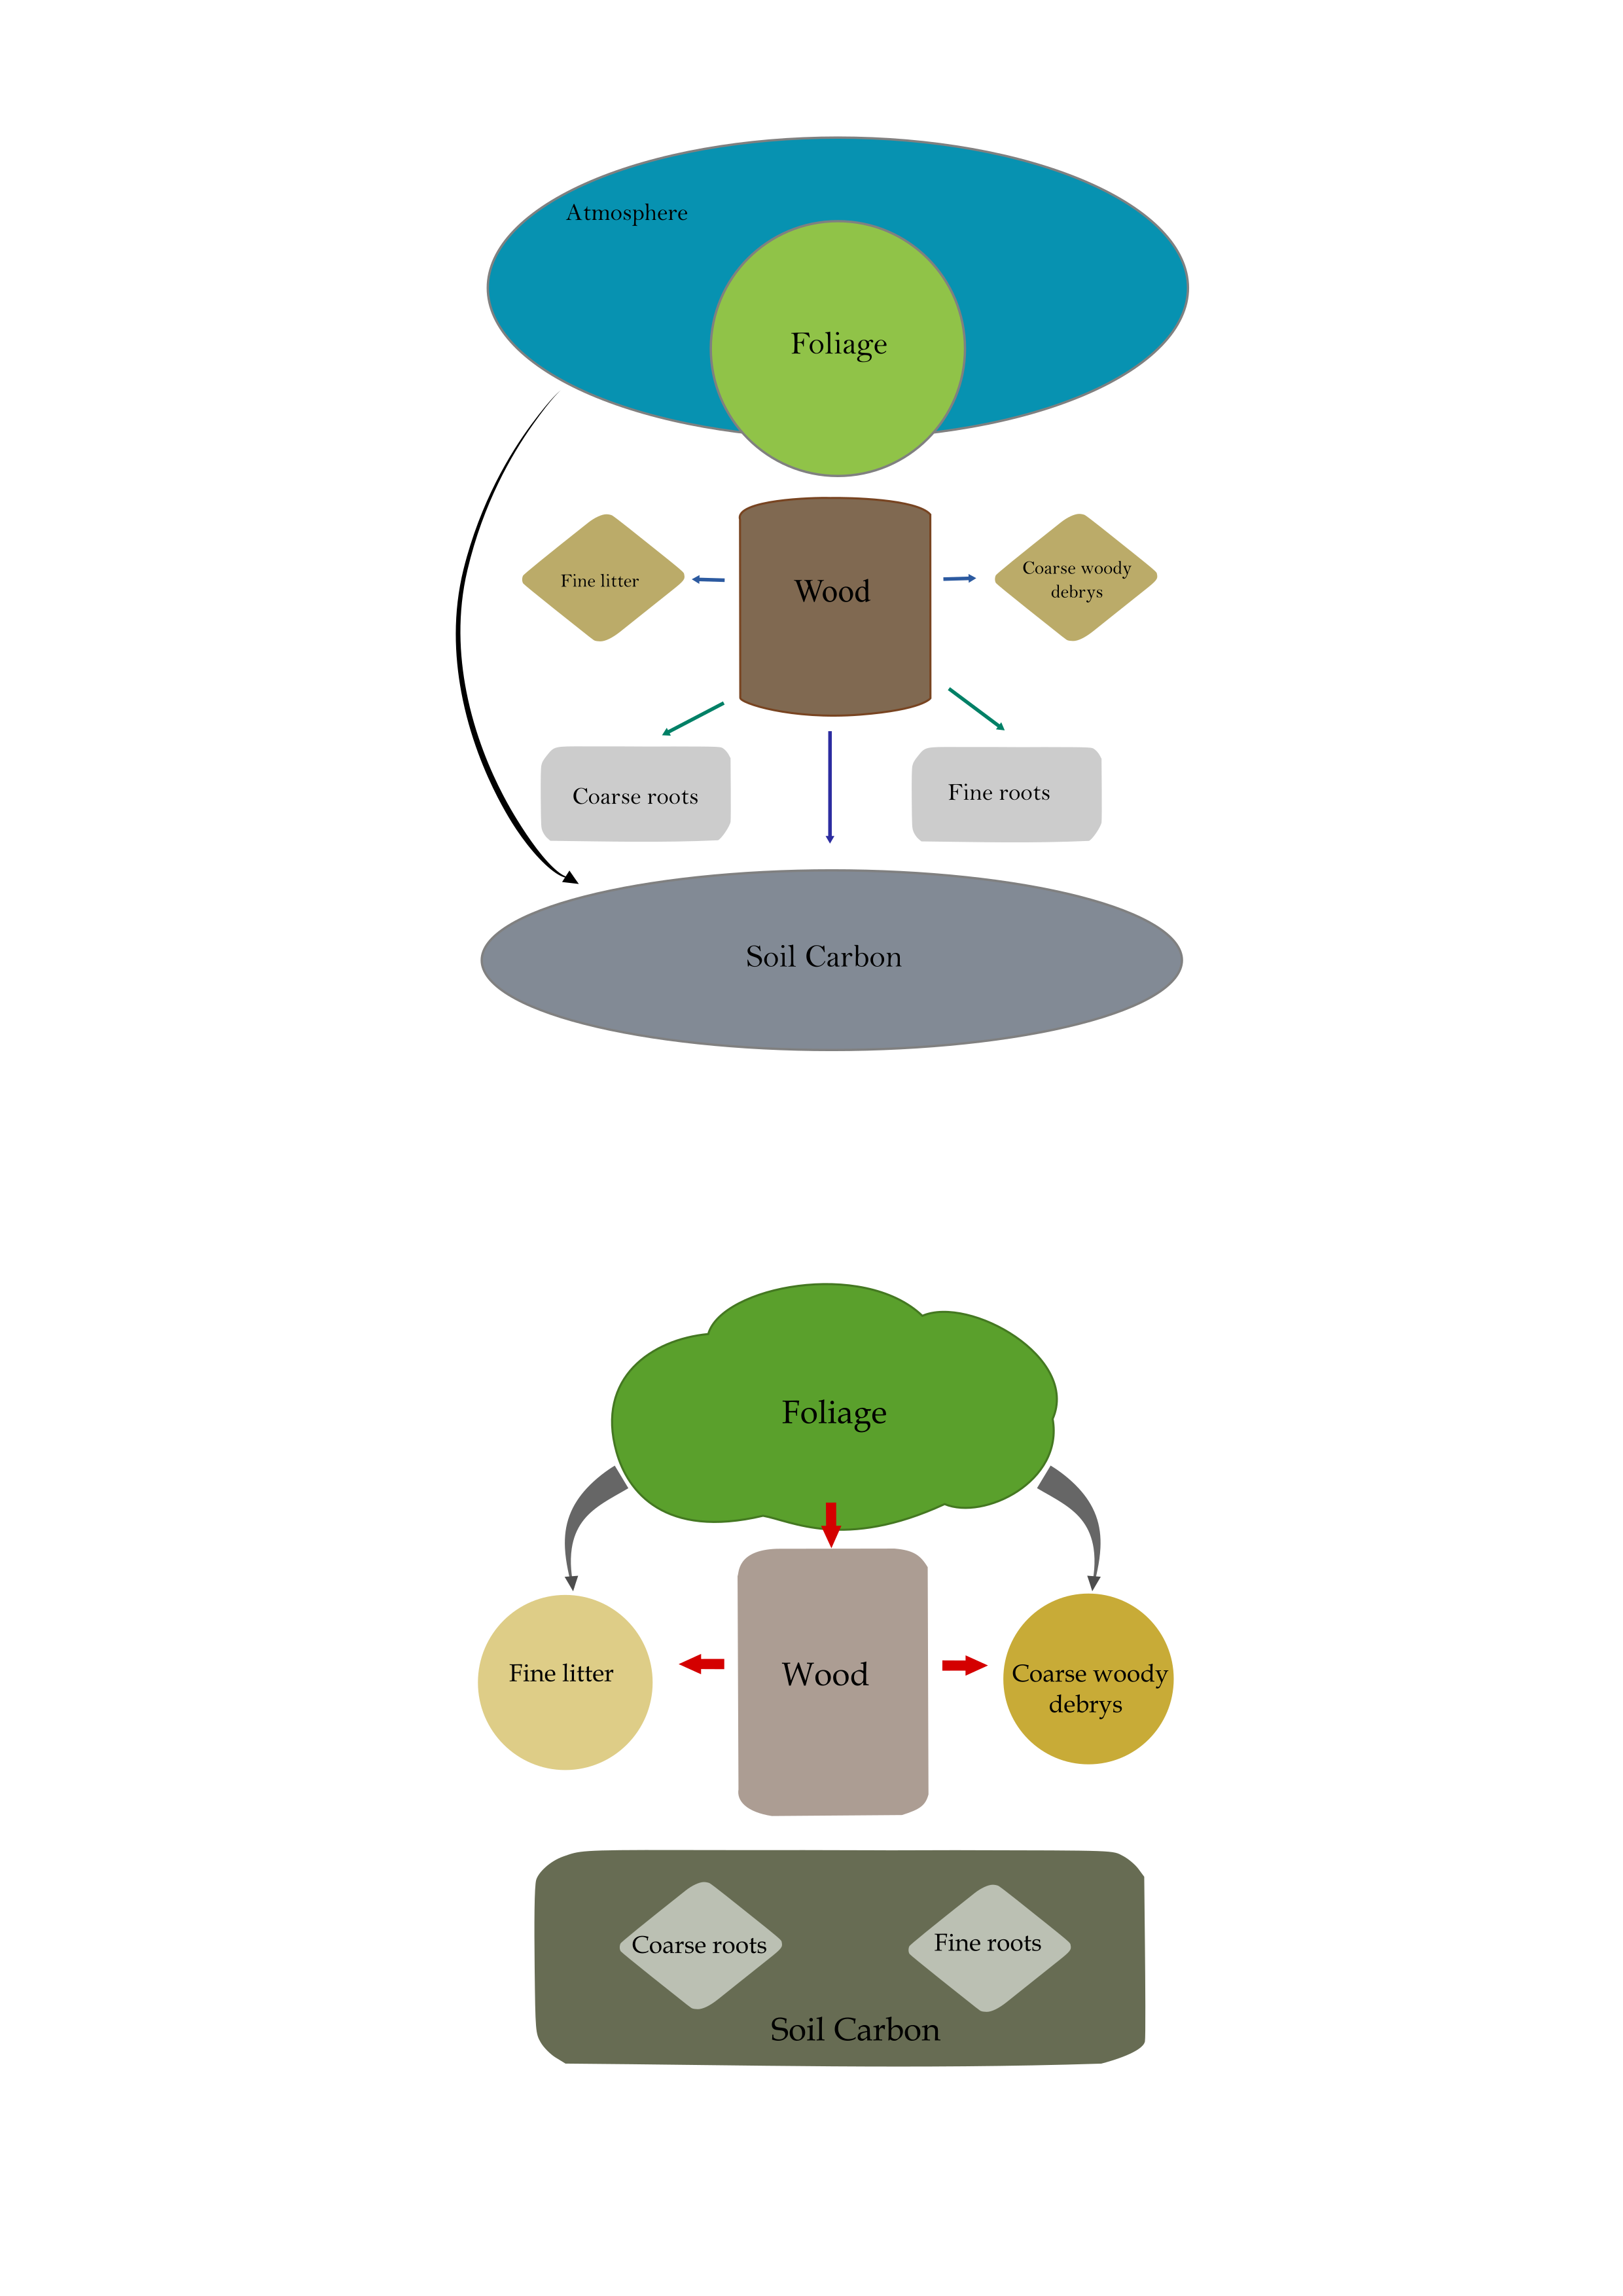 Atmosphere
Foliage
Fine litter
Wood
Coarse woody
debrys
Coarse roots
Fine roots
Soil Carbon
Foliage
Fine litter
Wood
Coarse woody
debrys
Coarse roots
Fine roots
Soil Carbon